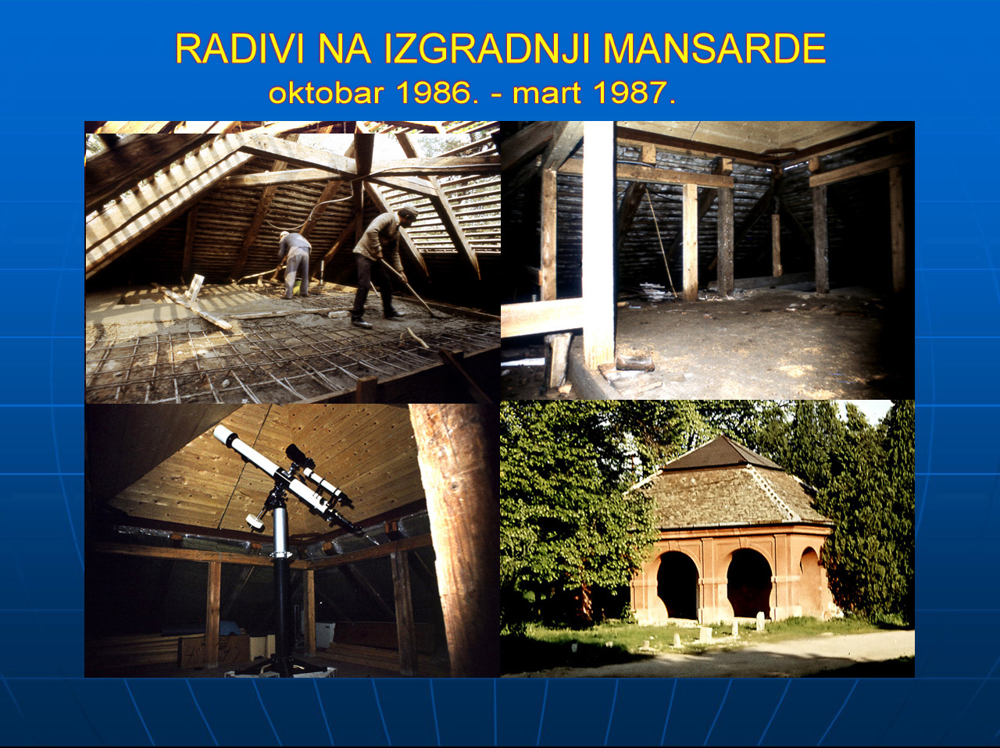 RADIVI NA IZGRADNJI MANSARDE
oktobar 1986. - mart 1987.